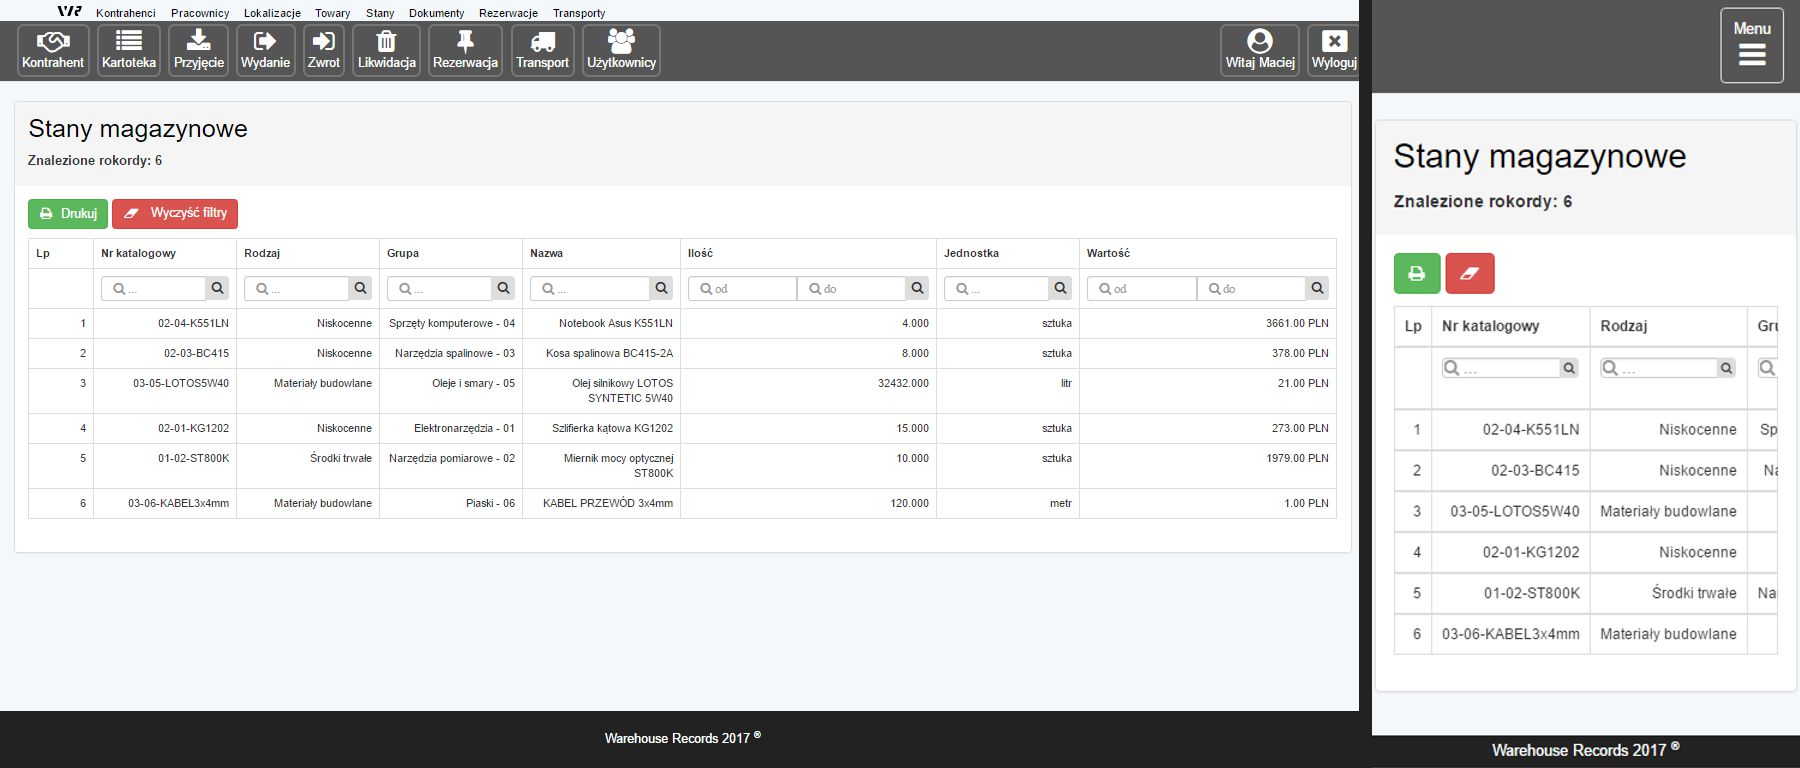 WR Kontrahenci Pracownicy Lokalizacje Towary Stany Dokumenty Rezerwacje Transporty
Kontrahent Kartoteka Przyjęcie Wydanie Zwrot Likwidacja Rezerwacja Transport Użytkownicy Witaj Maciej Wyloguj
Stany magazynowe
Znalezione rokordy: 6
Drukuj Wyczyść filtry
Lp Nr katalogowy Rodzaj Grupa Nazwa Ilość Jednostka Wartość
... ... ... ... od do ... od do
1 02-04-K551LN Niskocenne Sprzęty komputerowe - 04 Notebook Asus K551LN 4.000 sztuka 3661.00 PLN
2 02-03-BC415 Niskocenne Narzędzia spalinowe - 03 Kosa spalinowa BC415-2A 8.000 sztuka 378.00 PLN
3 03-05-LOTOS5W40 Materiały budowlane Oleje i smary - 05 Olej silnikowy LOTOS 32432.000 litr 21.00 PLN
SYNTETIC 5W40
4 02-01-KG1202 Niskocenne Elektronarzędzia - 01 Szlifierka kątowa KG1202 15.000 sztuka 273.00 PLN
5 01-02-ST800K Środki trwałe Narzędzia pomiarowe - 02 Miernik mocy optycznej 10.000 sztuka 1979.00 PLN
ST800K
6 03-06-KABEL3x4mm Materiały budowlane Piaski - 06 KABEL PRZEWÓD 3x4mm 120.000 metr 1.00 PLN
Warehouse Records 2017 ®
Menu
Stany magazynowe
Znalezione rokordy: 6
Lp Nr katalogowy Rodzaj Gru
... ...
1 02-04-K551LN Niskocenne Sp
2 02-03-BC415 Niskocenne Na
3 03-05-LOTOS5W40 Materiały budowlane
4 02-01-KG1202 Niskocenne
5 01-02-ST800K Środki trwałe Na
6 03-06-KABEL3x4mm Materiały budowlane
Warehouse Records 2017 ®